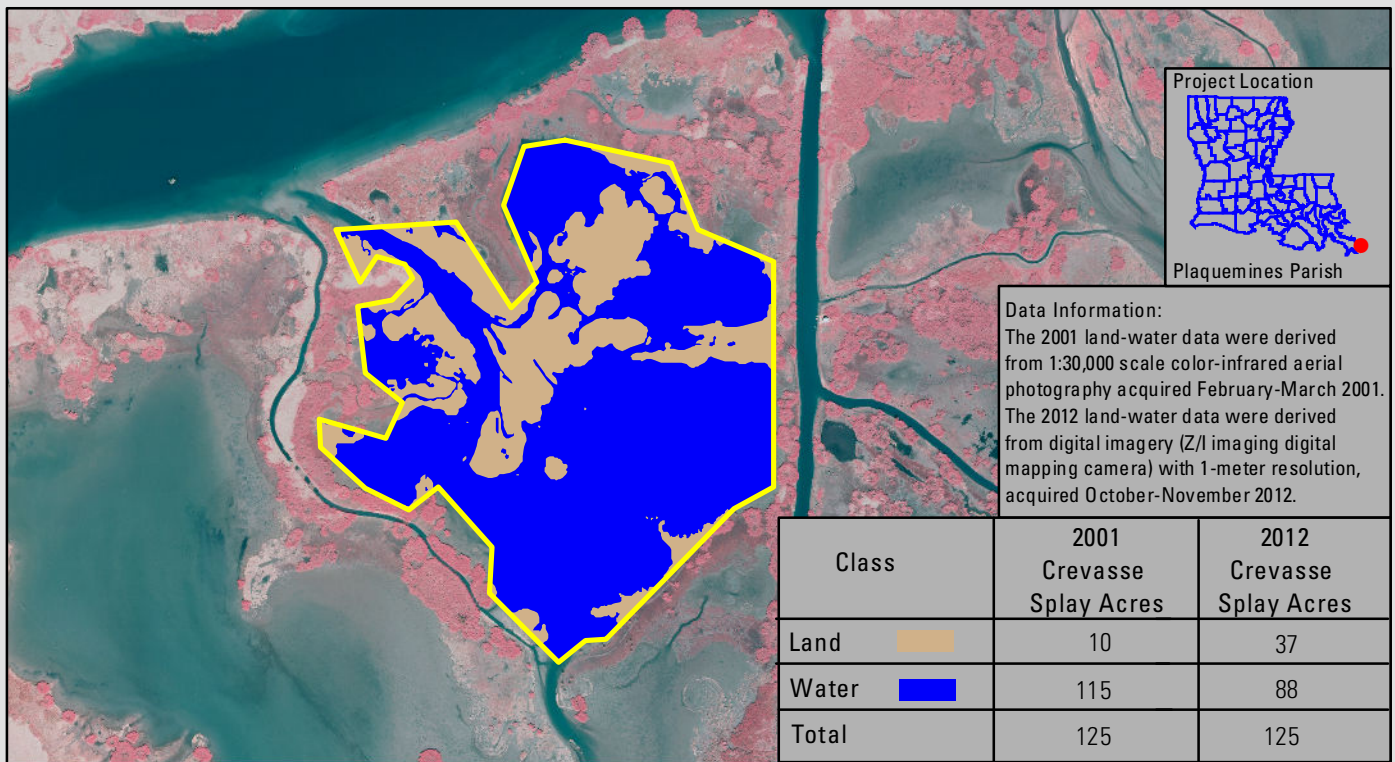 Project Location
Plaquemines Parish
Data Information:
The 2001 land-water data were derived
from 1:30,000 scale color-infrared aerial
photography acquired February-March 2001.
The 2012 land-water data were derived
from digital imagery (Z/I imaging digital
mapping camera) with 1-meter resolution,
acquired October-November 2012.
Class
2001
Crevasse
Splay Acres
2012
Crevasse
Splay Acres
Land 10 37
Water 115 88
Total 125 125